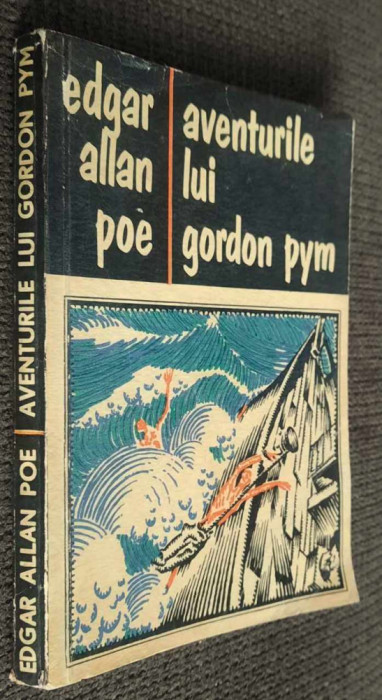 edgar
allan
poe
aventurile
lui
gordon pym
EDGAR ALLAN POE | AVENTURILE LUI GORDON PYM